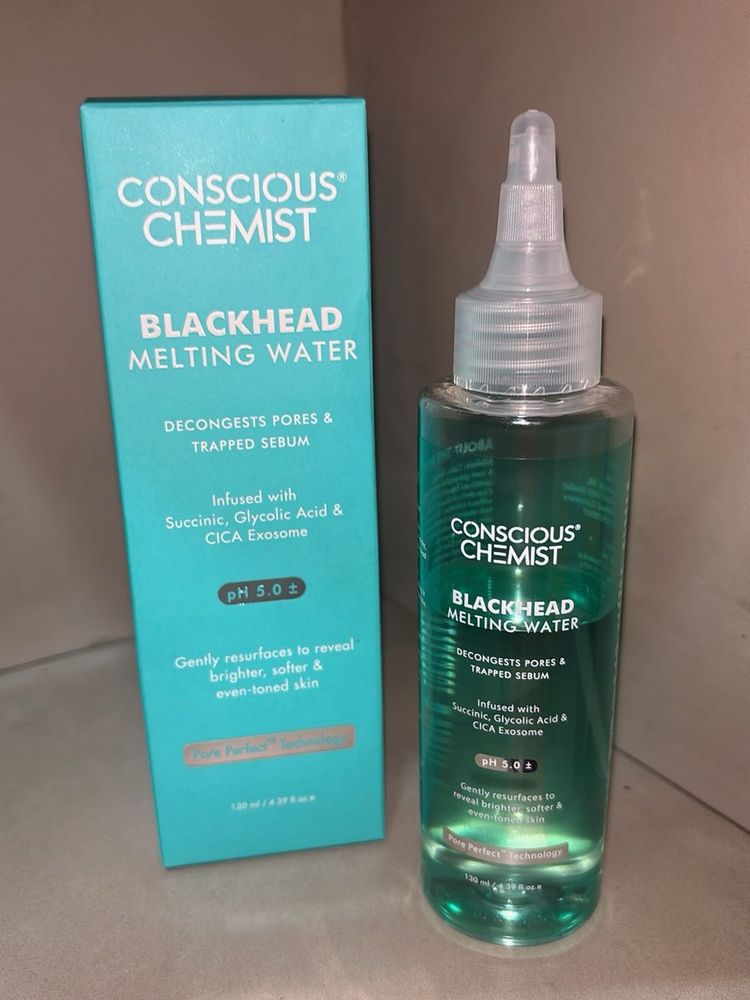 CONSCIOUS®
CHEMIST
BLACKHEAD
MELTING WATER
DECONGESTS PORES &
TRAPPED SEBUM
Infused with
Succinic, Glycolic Acid &
CICA Exosome
pH 5.0 ±
Gently resurfaces to reveal
brighter, softer &
even-toned skin
Pore Perfect™ Technology
130 ml / 4.39 fl.oz.e
CONSCIOUS®
CHEMIST
BLACKHEAD
MELTING WATER
DECONGESTS PORES &
TRAPPED SEBUM
Infused with
Succinic, Glycolic Acid &
CICA Exosome
pH 5.0 ±
Gently resurfaces to
reveal brighter, softer &
even-toned skin
Pore Perfect™ Technology
130 ml / 4.39 fl.oz.e